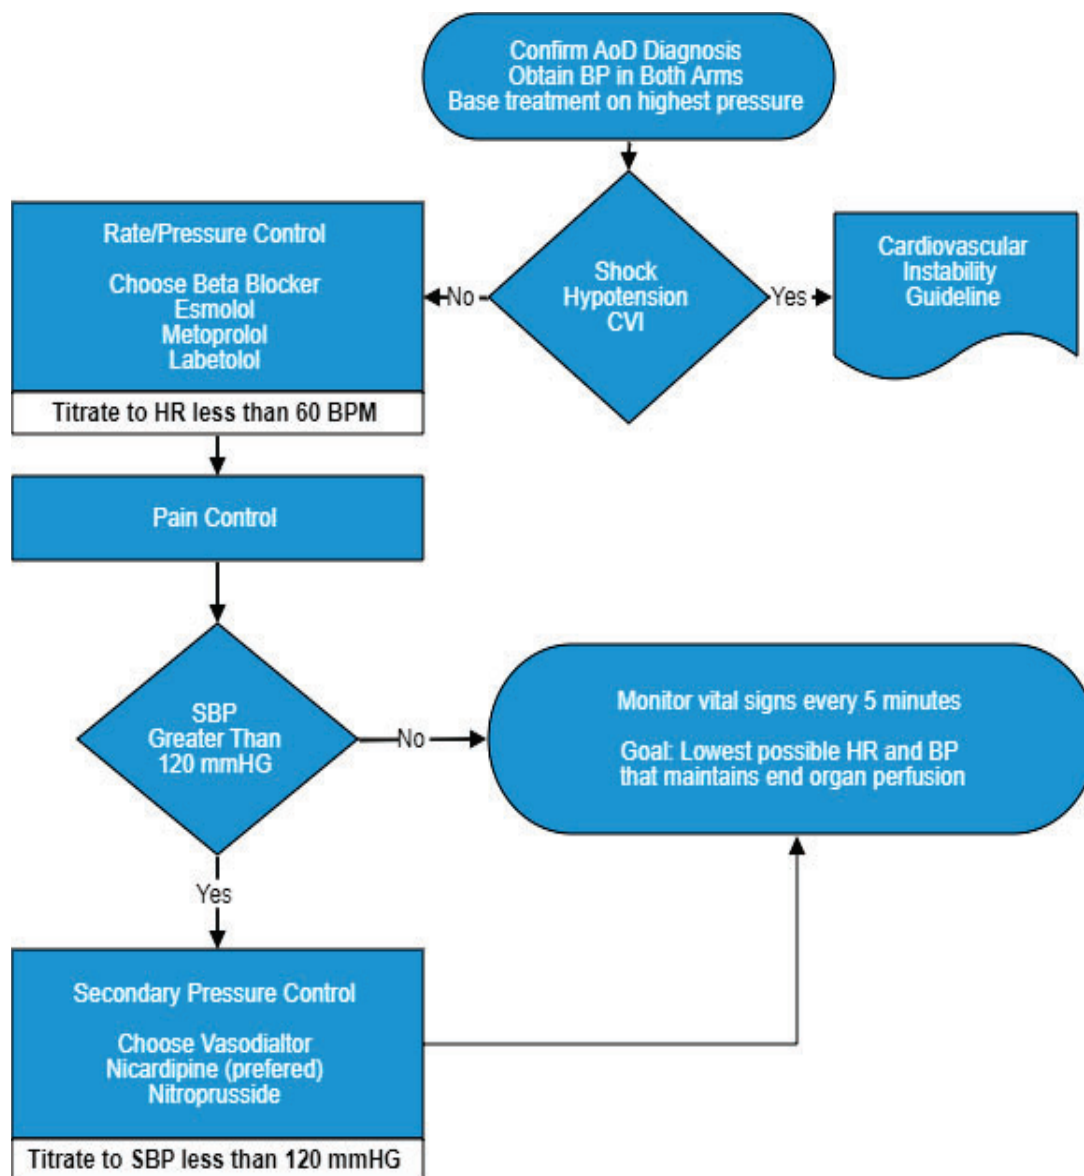 Confirm AoD Diagnosis
Obtain BP in Both Arms
Base treatment on highest pressure
Shock
Hypotension
CVI
Yes
Cardiovascular
Instability
Guideline
No
Rate/Pressure Control
Choose Beta Blocker
Esmolol
Metoprolol
Labetolol
Titrate to HR less than 60 BPM
Pain Control
SBP
Greater Than
120 mmHG
No
Monitor vital signs every 5 minutes
Goal: Lowest possible HR and BP
that maintains end organ perfusion
Yes
Secondary Pressure Control
Choose Vasodialtor
Nicardipine (prefered)
Nitroprusside
Titrate to SBP less than 120 mmHG